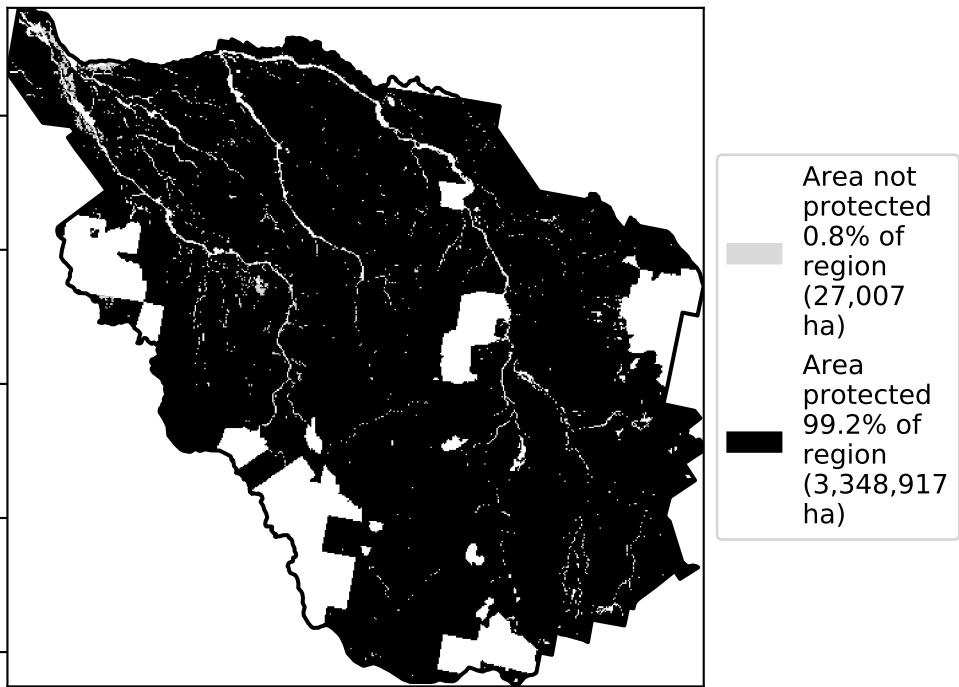 Area not
protected
0.8% of
region
(27,007
ha)
Area
protected
99.2% of
region
(3,348,917
ha)